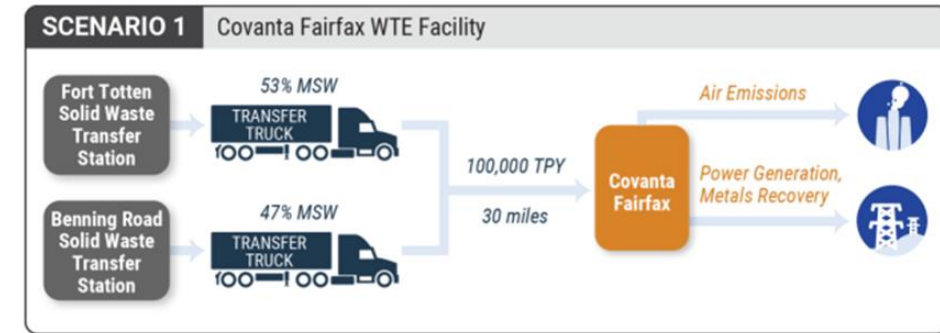 SCENARIO 1
Covanta Fairfax WTE Facility
Fort Totten
Solid Waste
Transfer
Station
53% MSW
TRANSFER
TRUCK
Benning Road
Solid Waste
Transfer
Station
47% MSW
TRANSFER
TRUCK
100,000 TPY
30 miles
Covanta
Fairfax
Air Emissions
Power Generation,
Metals Recovery